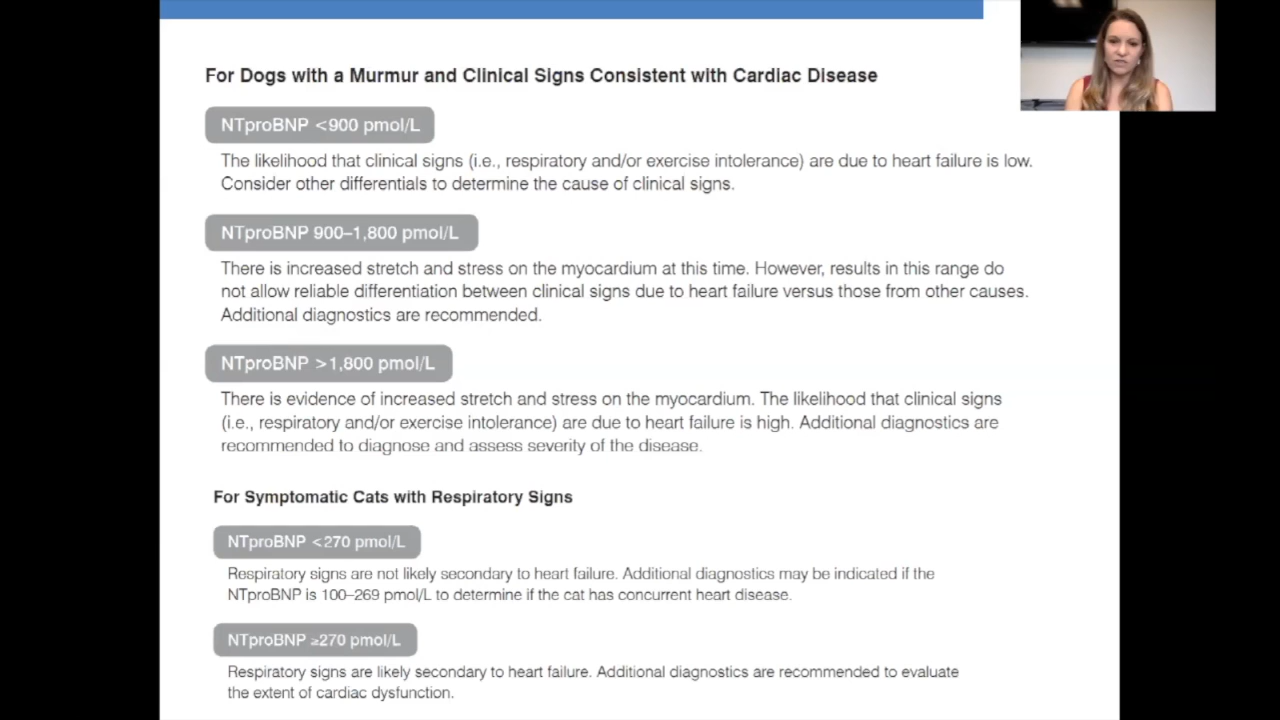 For Dogs with a Murmur and Clinical Signs Consistent with Cardiac Disease
NTproBNP <900 pmol/L
The likelihood that clinical signs (i.e., respiratory and/or exercise intolerance) are due to heart failure is low.
Consider other differentials to determine the cause of clinical signs.
NTproBNP 900–1,800 pmol/L
There is increased stretch and stress on the myocardium at this time. However, results in this range do
not allow reliable differentiation between clinical signs due to heart failure versus those from other causes.
Additional diagnostics are recommended.
NTproBNP >1,800 pmol/L
There is evidence of increased stretch and stress on the myocardium. The likelihood that clinical signs
(i.e., respiratory and/or exercise intolerance) are due to heart failure is high. Additional diagnostics are
recommended to diagnose and assess severity of the disease.
For Symptomatic Cats with Respiratory Signs
NTproBNP <270 pmol/L
Respiratory signs are not likely secondary to heart failure. Additional diagnostics may be indicated if the
NTproBNP is 100–269 pmol/L to determine if the cat has concurrent heart disease.
NTproBNP ≥270 pmol/L
Respiratory signs are likely secondary to heart failure. Additional diagnostics are recommended to evaluate
the extent of cardiac dysfunction.